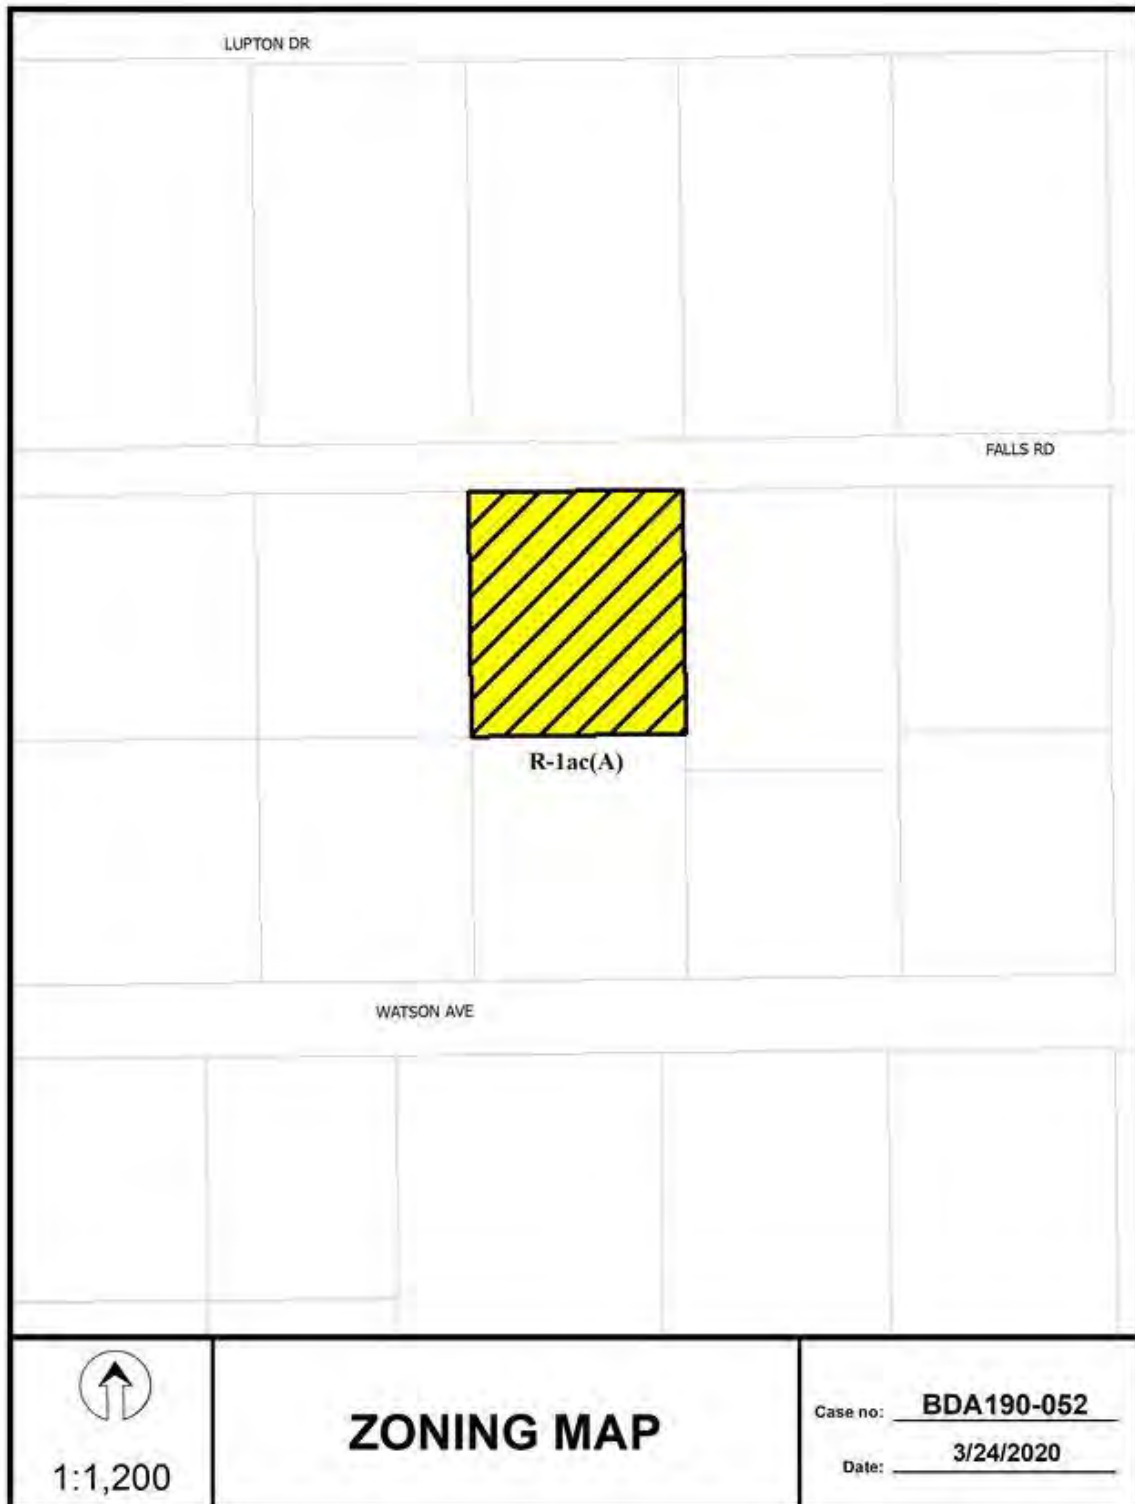 LUPTON DR
FALLS RD
R-1ac(A)
WATSON AVE
1:1,200
ZONING MAP
Case no: BDA190-052
Date: 3/24/2020